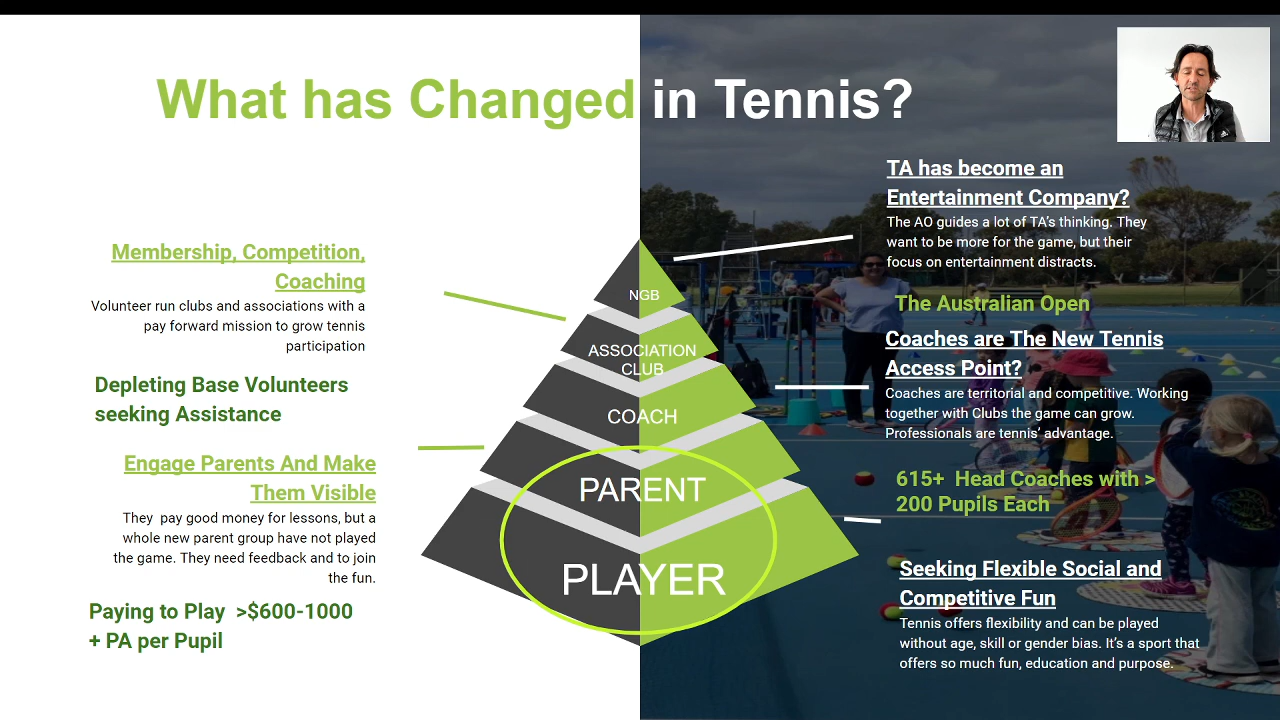 What has Changed in Tennis?
Membership, Competition,
Coaching
Volunteer run clubs and associations with a
pay forward mission to grow tennis
participation
Depleting Base Volunteers
seeking Assistance
Engage Parents And Make
Them Visible
They pay good money for lessons, but a
whole new parent group have not played
the game. They need feedback and to join
the fun.
Paying to Play >$600-1000
+ PA per Pupil
NGB
ASSOCIATION
CLUB
COACH
PARENT
PLAYER
TA has become an
Entertainment Company?
The AO guides a lot of TA's thinking. They
want to be more for the game, but their
focus on entertainment distracts.
The Australian Open
Coaches are The New Tennis
Access Point?
Coaches are territorial and competitive. Working
together with Clubs the game can grow.
Professionals are tennis’ advantage.
615+ Head Coaches with >
200 Pupils Each
Seeking Flexible Social and
Competitive Fun
Tennis offers flexibility and can be played
without age, skill or gender bias. It's a sport that
offers so much fun, education and purpose.